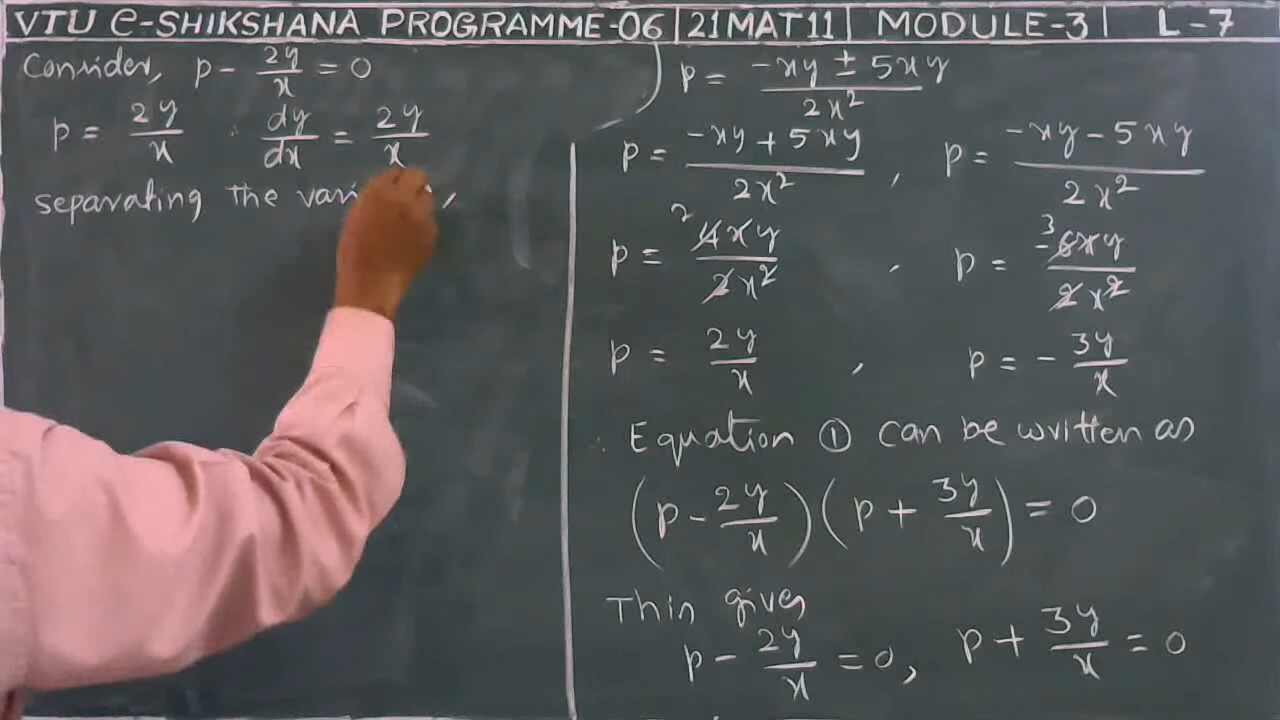 VTU e-SHIKSHANA PROGRAMME-06 | 21MAT11 | MODULE-3 | L-7
Consider, p - 2y/x = 0
p = 2y/x ∴ dy/dx = 2y/x
separating the
p = (-xy ± 5xy)/2x²
p = (-xy + 5xy)/2x² , p = (-xy - 5xy)/2x²
p = 4xy/2x² , p = -6xy/2x²
p = 2y/x , p = -3y/x
∴ Equation ① can be written as
(p - 2y/x)(p + 3y/x) = 0
This gives
p - 2y/x = 0, p + 3y/x = 0